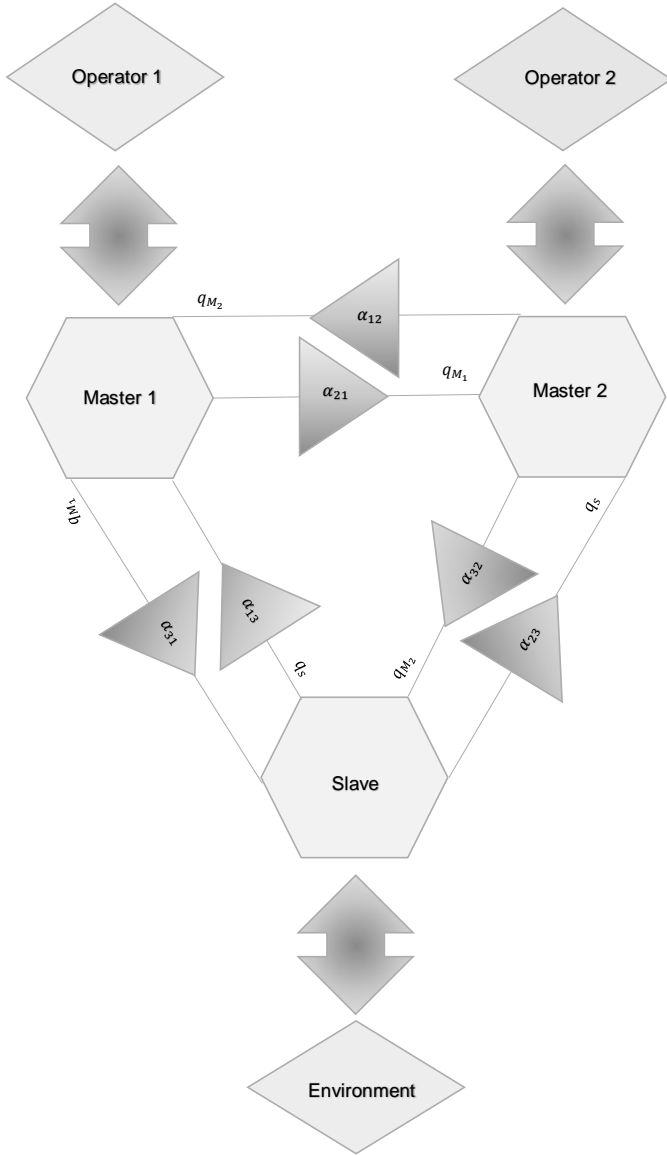 Operator 1
Operator 2
q_{M_2}
α_{12}
Master 1
α_{21}
q_{M_1}
Master 2
q_{M_1}
q_s
α_{32}
α_{31}
α_{13}
α_{23}
q_s
q_{M_2}
Slave
Environment